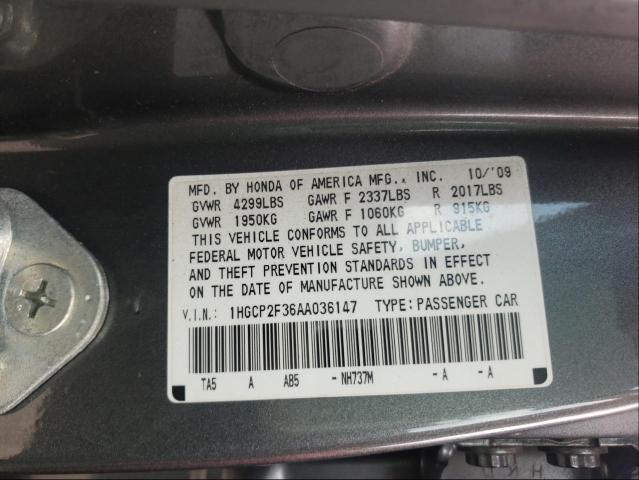 MFD. BY HONDA OF AMERICA MFG., INC. 10/'09
GVWR 4299LBS GAWR F 2337LBS R 2017LBS
GVWR 1950KG GAWR F 1060KG R 915KG
THIS VEHICLE CONFORMS TO ALL APPLICABLE
FEDERAL MOTOR VEHICLE SAFETY, BUMPER,
AND THEFT PREVENTION STANDARDS IN EFFECT
ON THE DATE OF MANUFACTURE SHOWN ABOVE.
V.I.N.: 1HGCP2F36AA036147 TYPE: PASSENGER CAR
TA5 A AB5 -NH737M -A -A